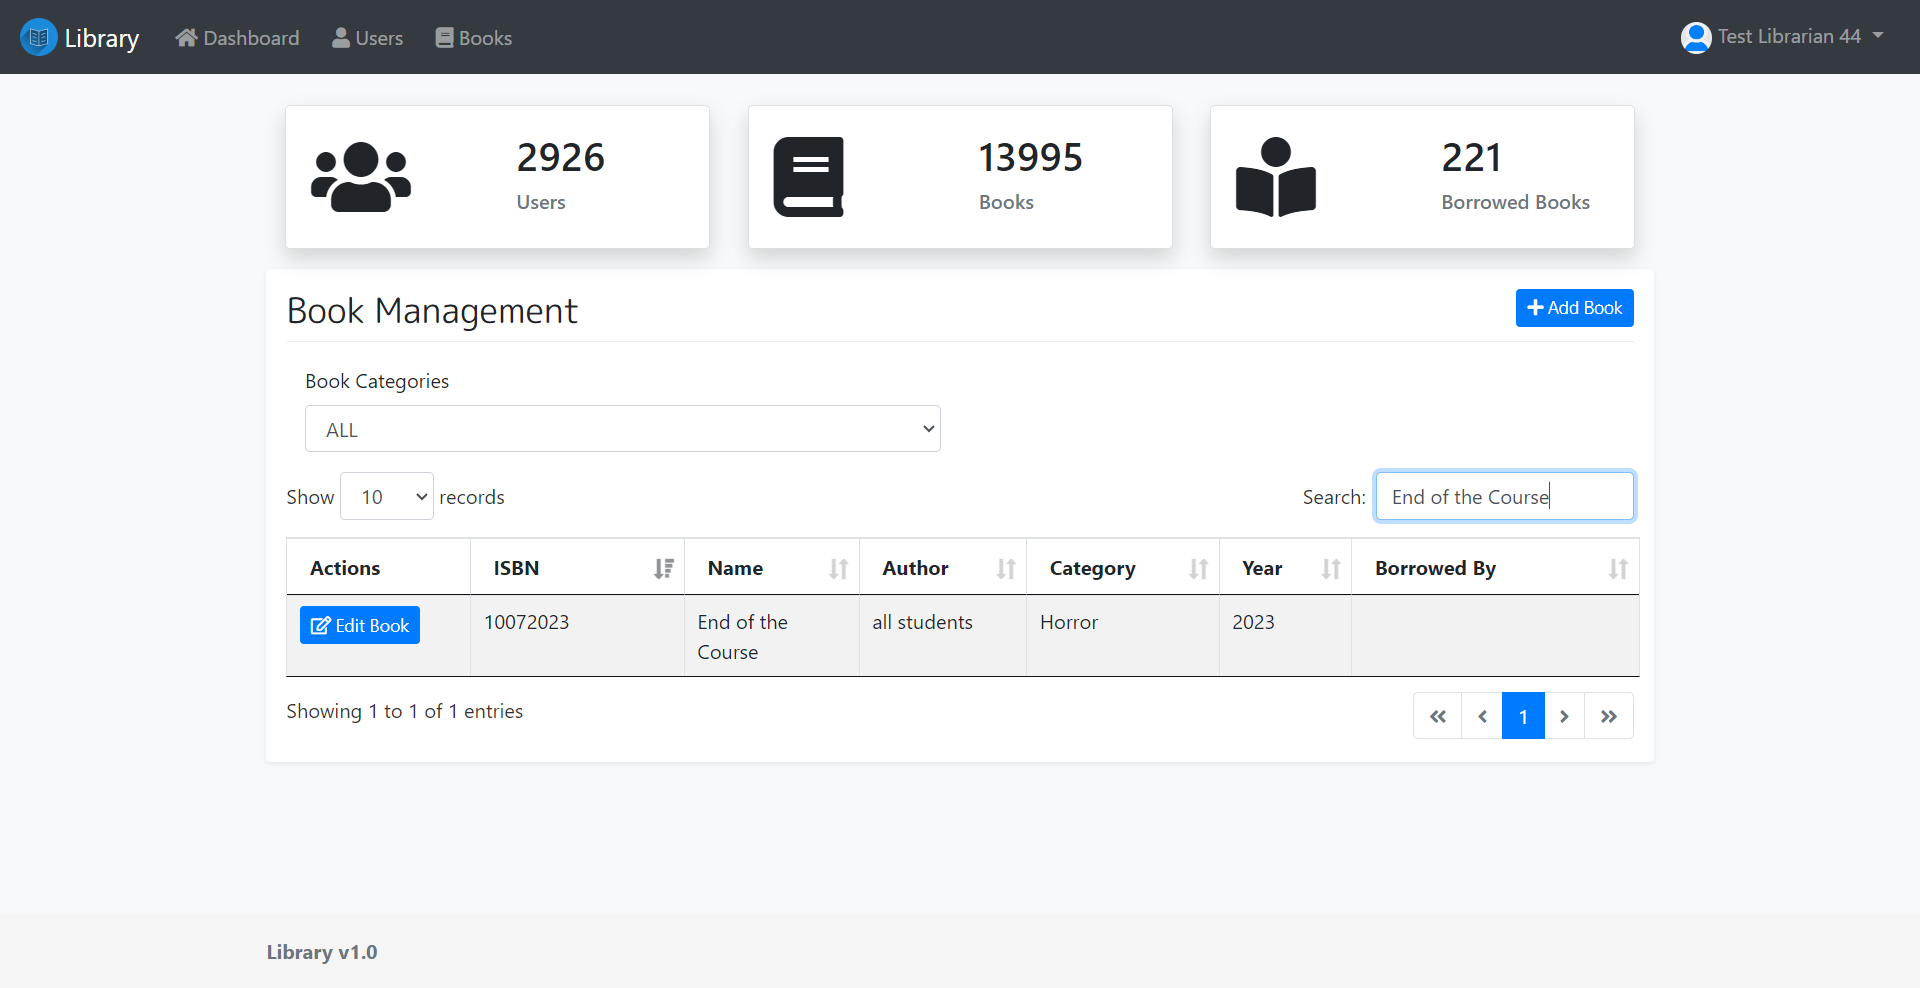 Library Dashboard Users Books Test Librarian 44
2926
Users
13995
Books
221
Borrowed Books
Book Management
Add Book
Book Categories
ALL
Show 10 records
Search: End of the Course
Actions ISBN Name Author Category Year Borrowed By
Edit Book 10072023 End of the all students Horror 2023
Course
Showing 1 to 1 of 1 entries
« ‹ 1 › »
Library v1.0